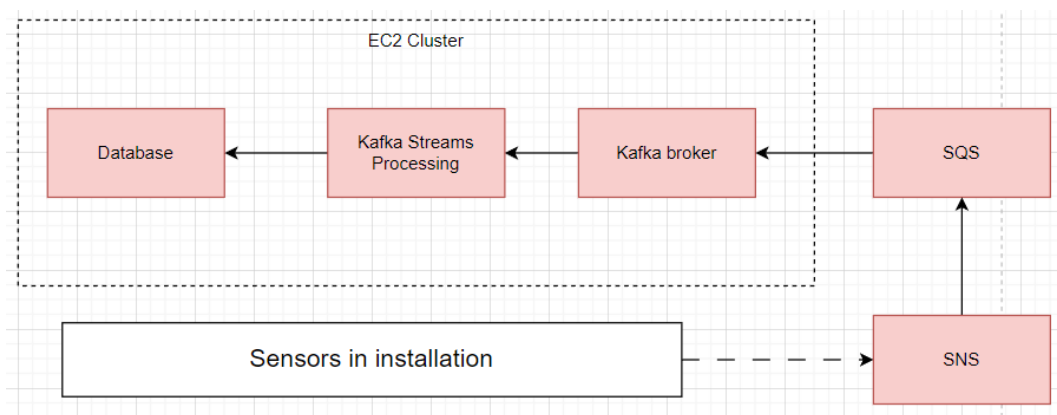 EC2 Cluster
Database
Kafka Streams
Processing
Kafka broker
SQS
Sensors in installation
SNS